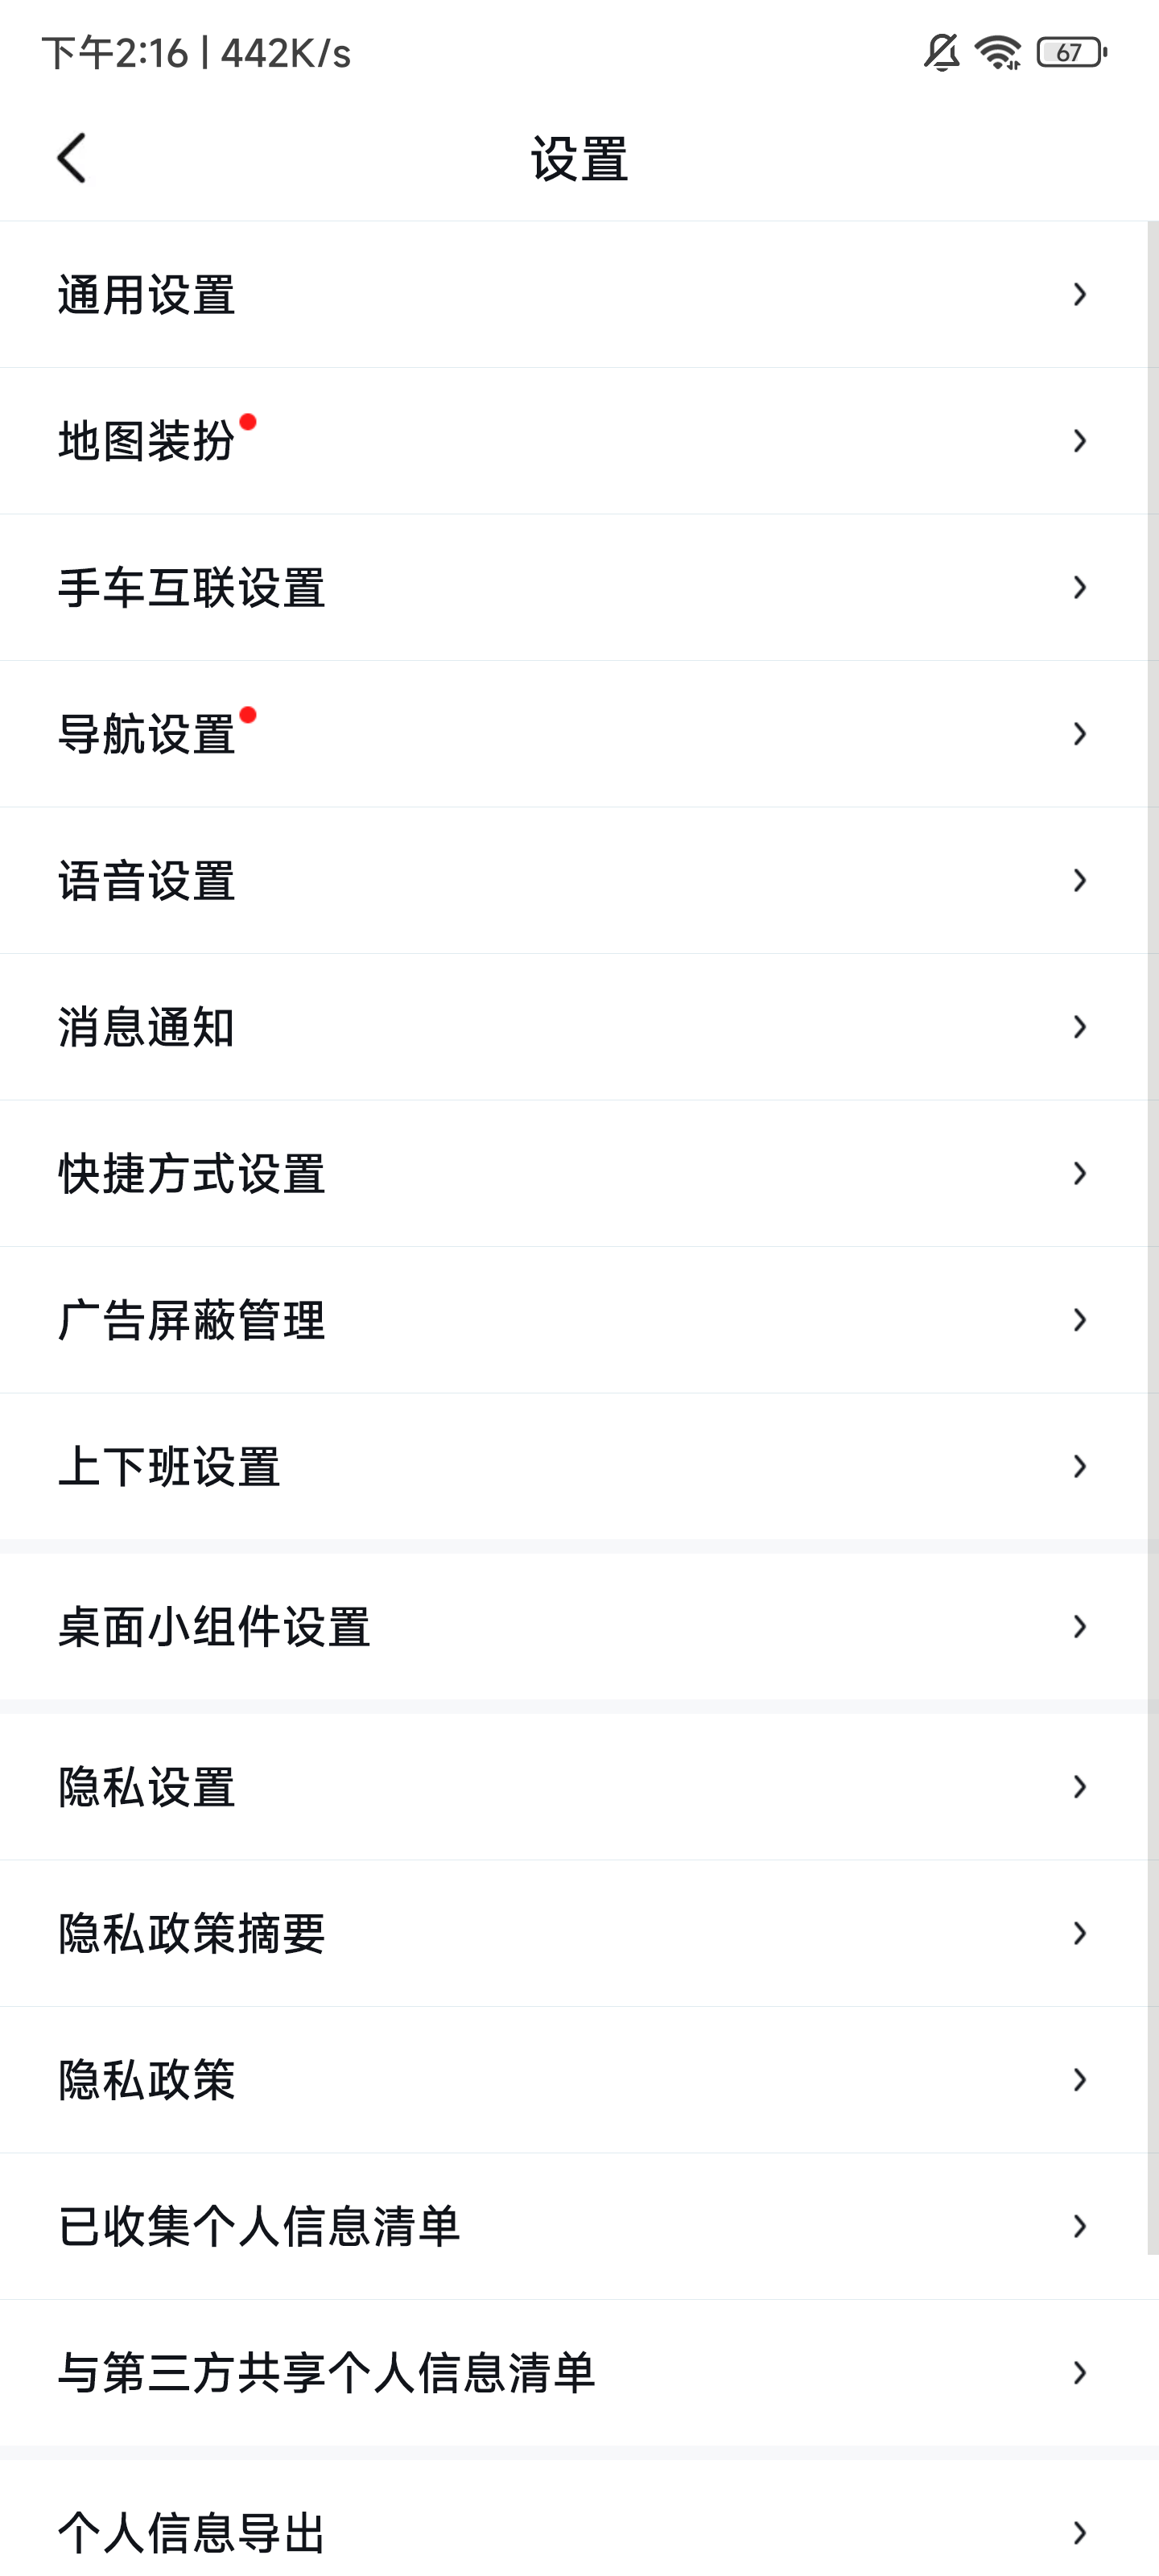 下午2:16 | 442K/s
67
设置
通用设置
地图装扮
手车互联设置
导航设置
语音设置
消息通知
快捷方式设置
广告屏蔽管理
上下班设置
桌面小组件设置
隐私设置
隐私政策摘要
隐私政策
已收集个人信息清单
与第三方共享个人信息清单
个人信息导出